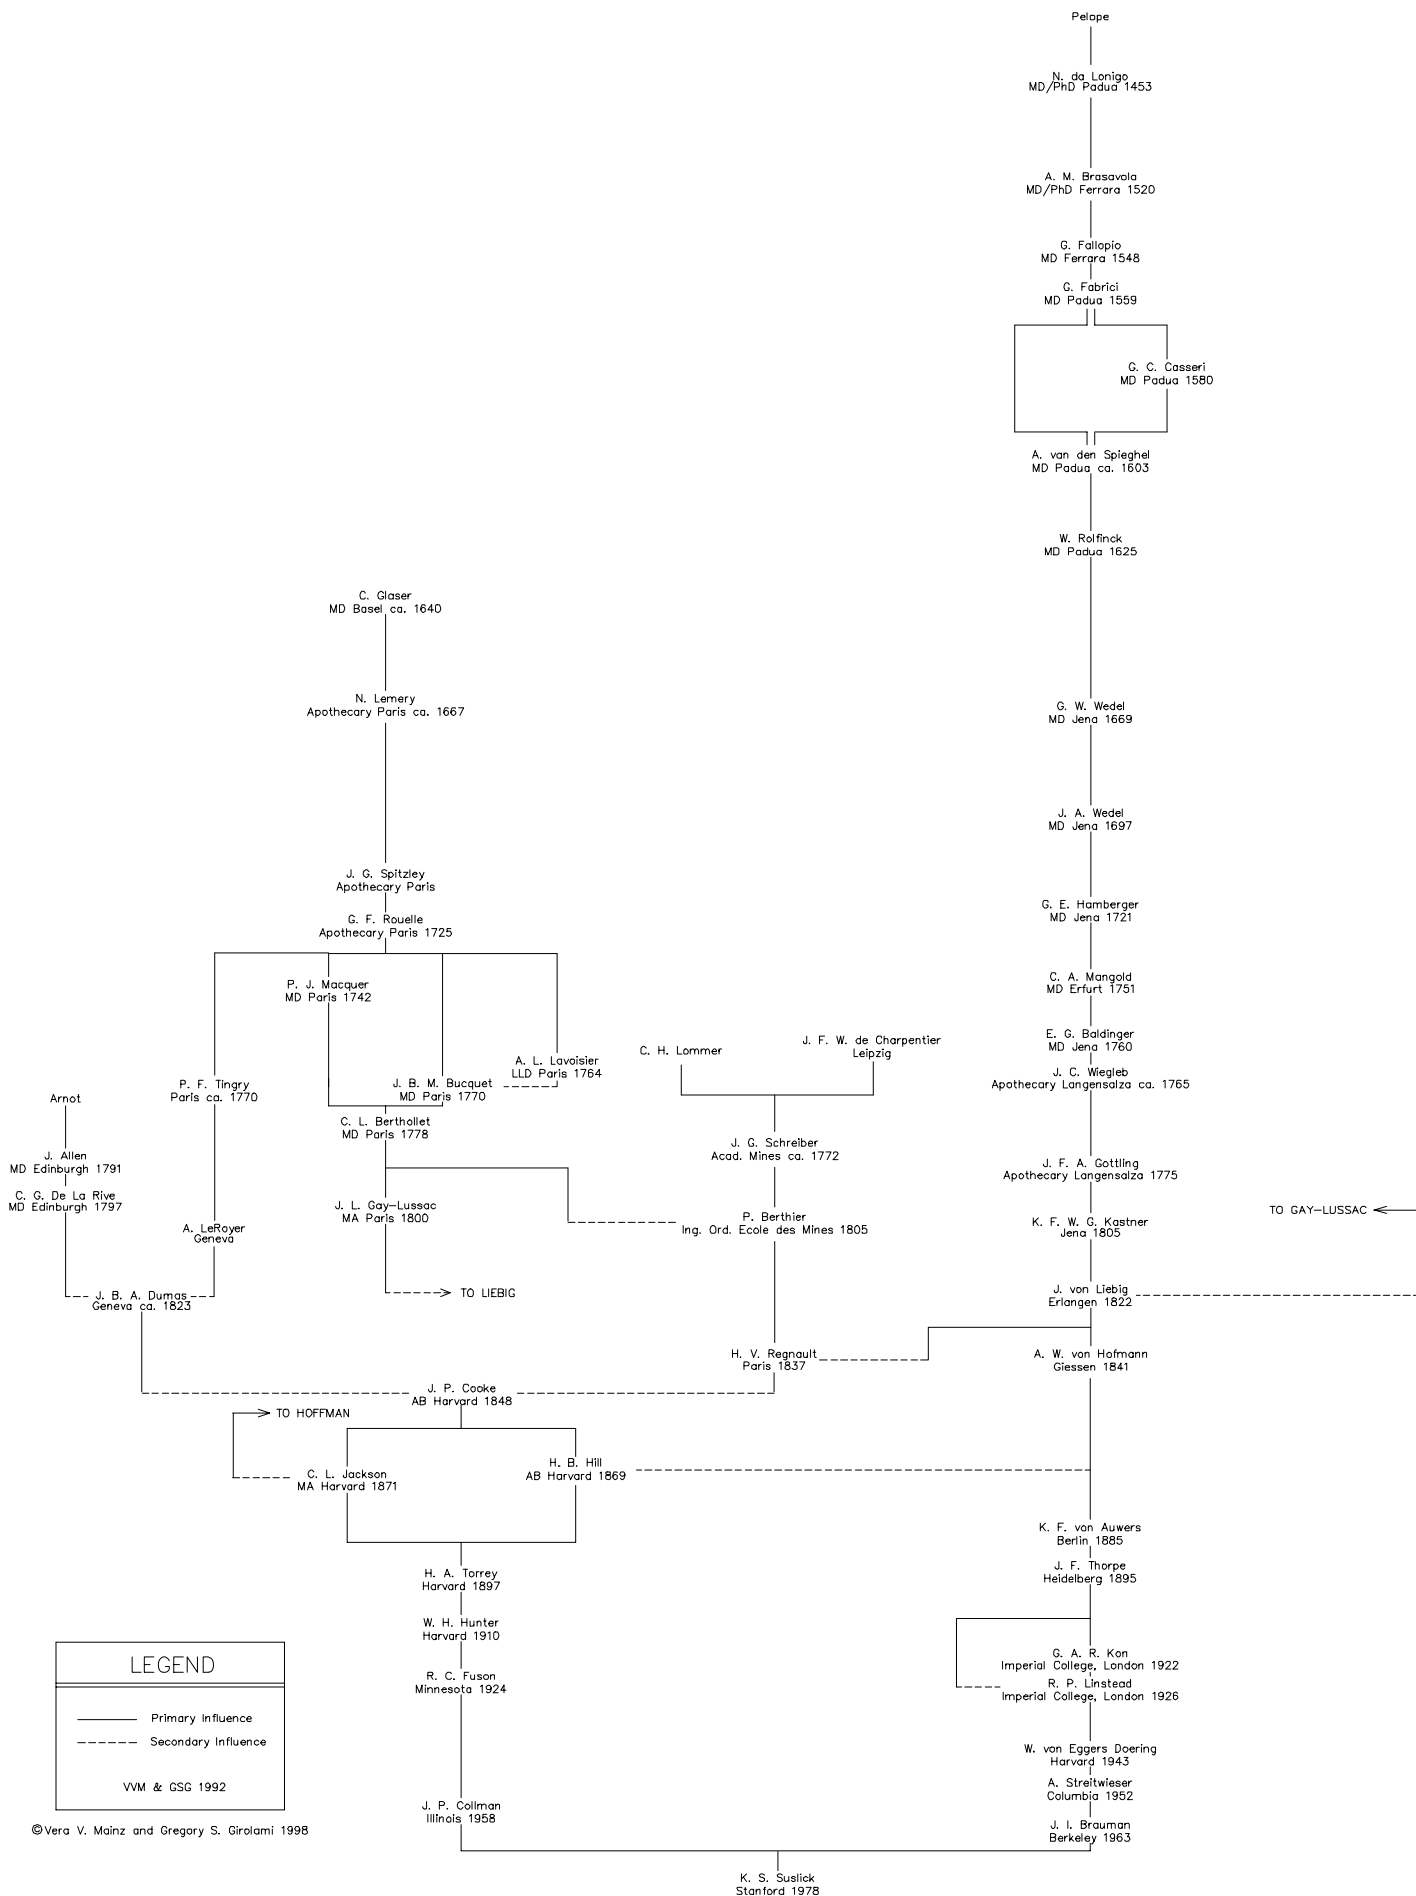 Pelope
N. da Lonigo
MD/PhD Padua 1453
A. M. Brasavola
MD/PhD Ferrara 1520
G. Fallopio
MD Ferrara 1548
G. Fabrici
MD Padua 1559
G. C. Casseri
MD Padua 1580
A. van den Spieghel
MD Padua ca. 1603
W. Rolfinck
MD Padua 1625
C. Glaser
MD Basel ca. 1640
N. Lemery
Apothecary Paris ca. 1667
G. W. Wedel
MD Jena 1669
J. A. Wedel
MD Jena 1697
J. G. Spitzley
Apothecary Paris
G. F. Rouelle
Apothecary Paris 1725
G. E. Hamberger
MD Jena 1721
P. J. Macquer
MD Paris 1742
C. A. Mangold
MD Erfurt 1751
E. G. Baldinger
MD Jena 1760
C. H. Lommer
J. F. W. de Charpentier
Leipzig
A. L. Lavoisier
LLD Paris 1764
J. C. Wiegleb
Apothecary Langensalza ca. 1765
P. F. Tingry
Paris ca. 1770
J. B. M. Bucquet
MD Paris 1770
Arnot
C. L. Berthollet
MD Paris 1778
J. G. Schreiber
Acad. Mines ca. 1772
J. Allen
MD Edinburgh 1791
J. F. A. Gottling
Apothecary Langensalza 1775
C. G. De La Rive
MD Edinburgh 1797
J. L. Gay-Lussac
MA Paris 1800
P. Berthier
Ing. Ord. Ecole des Mines 1805
K. F. W. G. Kastner
Jena 1805
TO GAY-LUSSAC
A. LeRoyer
Geneva
J. B. A. Dumas
Geneva ca. 1823
TO LIEBIG
J. von Liebig
Erlangen 1822
H. V. Regnault
Paris 1837
A. W. von Hofmann
Giessen 1841
J. P. Cooke
AB Harvard 1848
TO HOFFMAN
C. L. Jackson
MA Harvard 1871
H. B. Hill
AB Harvard 1869
K. F. von Auwers
Berlin 1885
J. F. Thorpe
Heidelberg 1895
H. A. Torrey
Harvard 1897
W. H. Hunter
Harvard 1910
G. A. R. Kon
Imperial College, London 1922
R. C. Fuson
Minnesota 1924
R. P. Linstead
Imperial College, London 1926
W. von Eggers Doering
Harvard 1943
A. Streitwieser
Columbia 1952
J. P. Collman
Illinois 1958
J. I. Brauman
Berkeley 1963
K. S. Suslick
Stanford 1978
LEGEND
Primary Influence
Secondary Influence
VVM & GSG 1992
©Vera V. Mainz and Gregory S. Girolami 1998